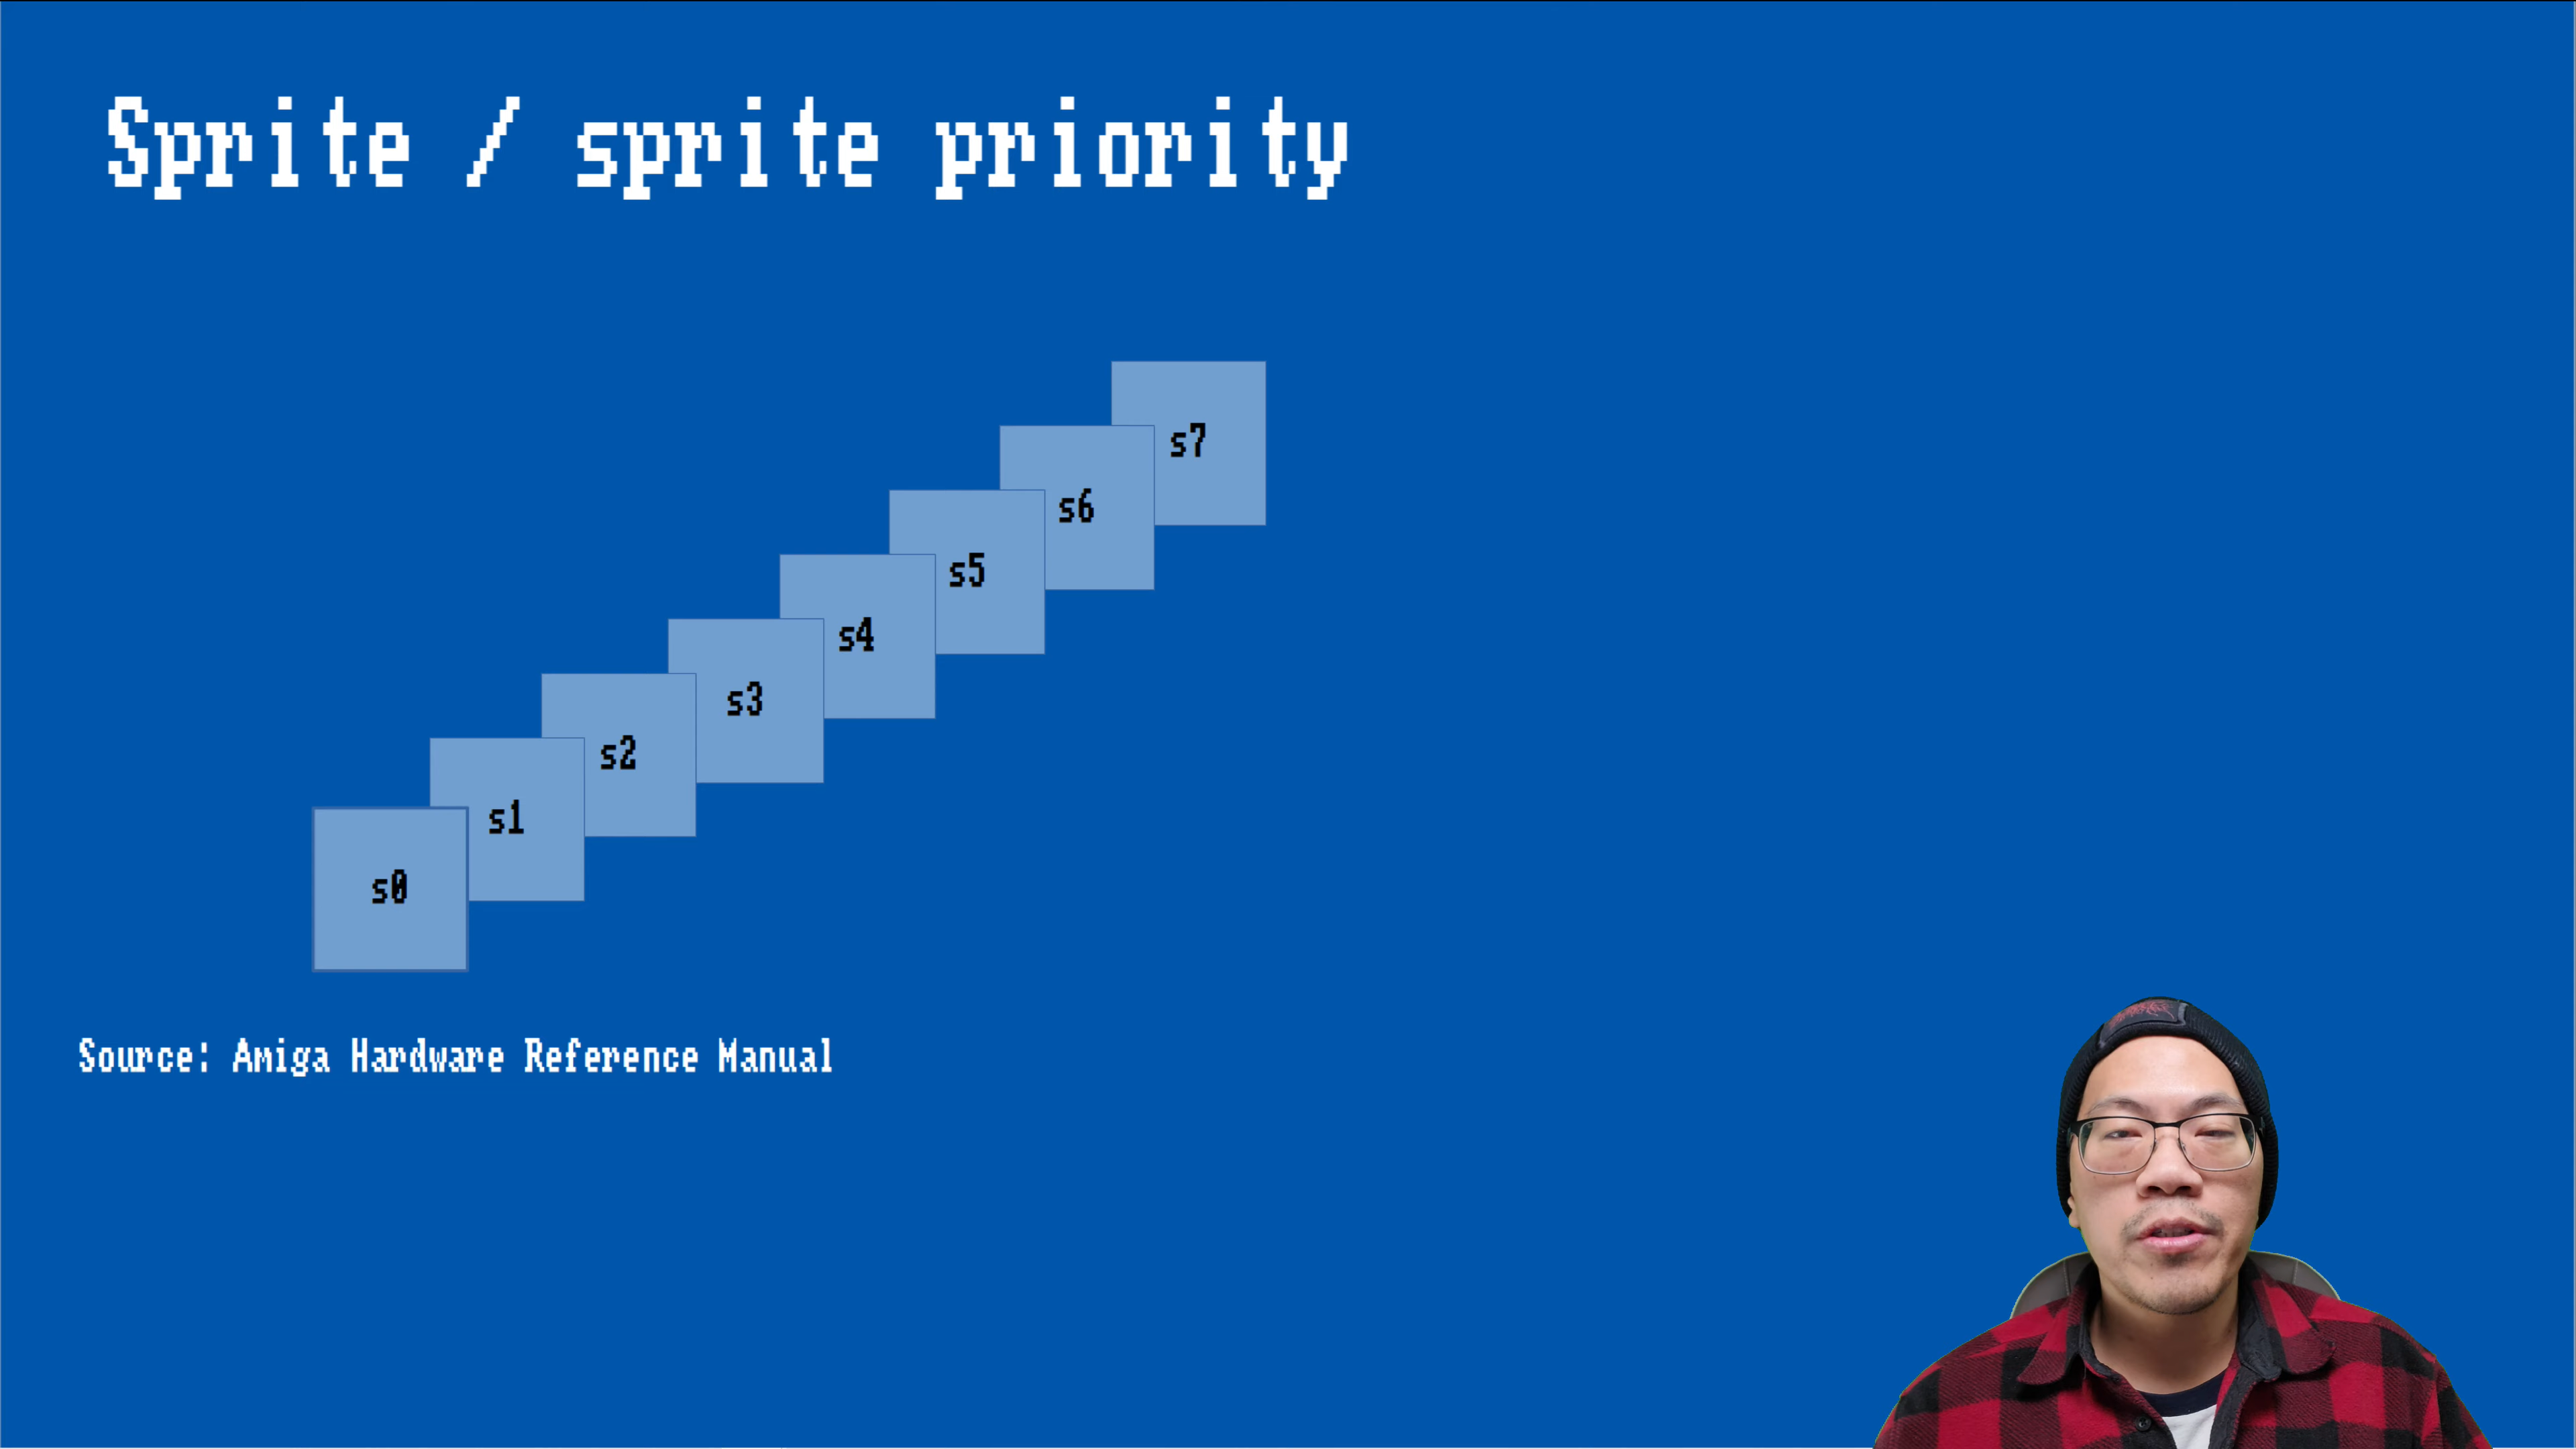 Sprite / sprite priority
s7
s6
s5
s4
s3
s2
s1
s0
Source: Amiga Hardware Reference Manual